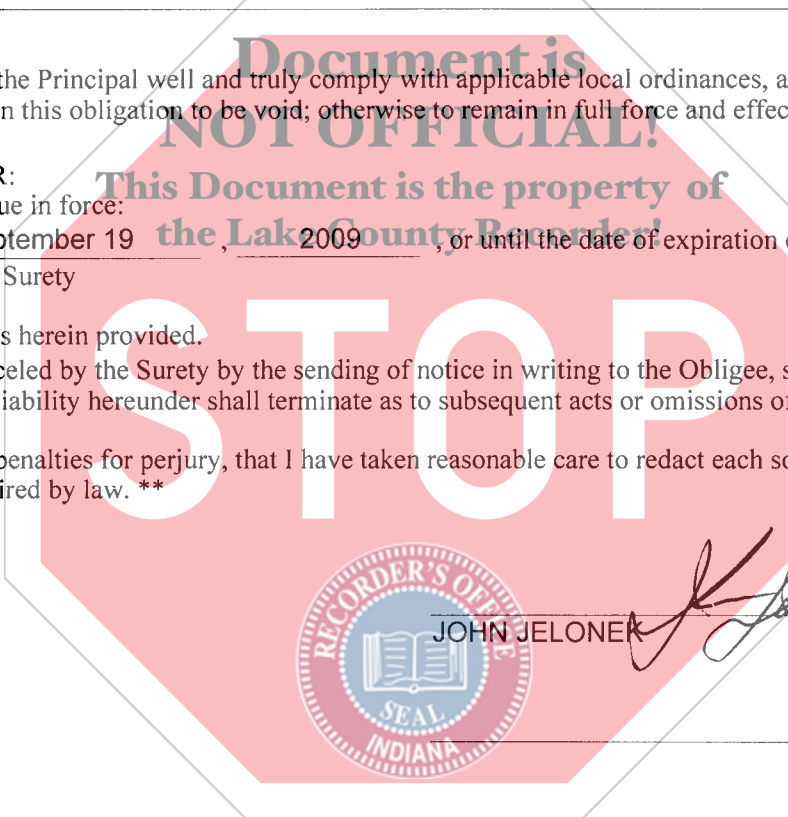 Document is
the Principal well and truly comply with applicable local ordinances, a
n this obligation to be void; otherwise to remain in full force and effec
NOT OFFICIAL!
R:
This Document is the property of
ue in force:
ptember 19 , 2009 , or until the date of expiration
the Lake County Recorder!
Surety
s herein provided.
celed by the Surety by the sending of notice in writing to the Obligee, s
iability hereunder shall terminate as to subsequent acts or omissions of
STOP
penalties for perjury, that I have taken reasonable care to redact each so
ired by law. **
RECORDER'S OFFICE
JOHN JELONEK
SEAL
INDIANA